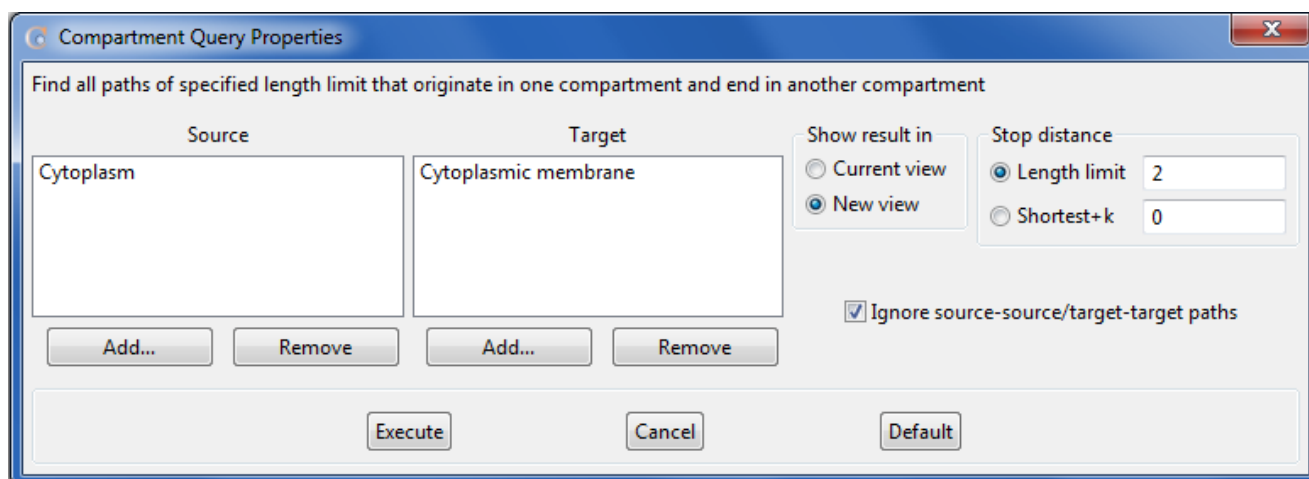 Compartment Query Properties
Find all paths of specified length limit that originate in one compartment and end in another compartment
Source
Target
Show result in
Stop distance
Cytoplasm
Cytoplasmic membrane
Current view
Length limit 2
New view
Shortest+k 0
Ignore source-source/target-target paths
Add...
Remove
Add...
Remove
Execute
Cancel
Default